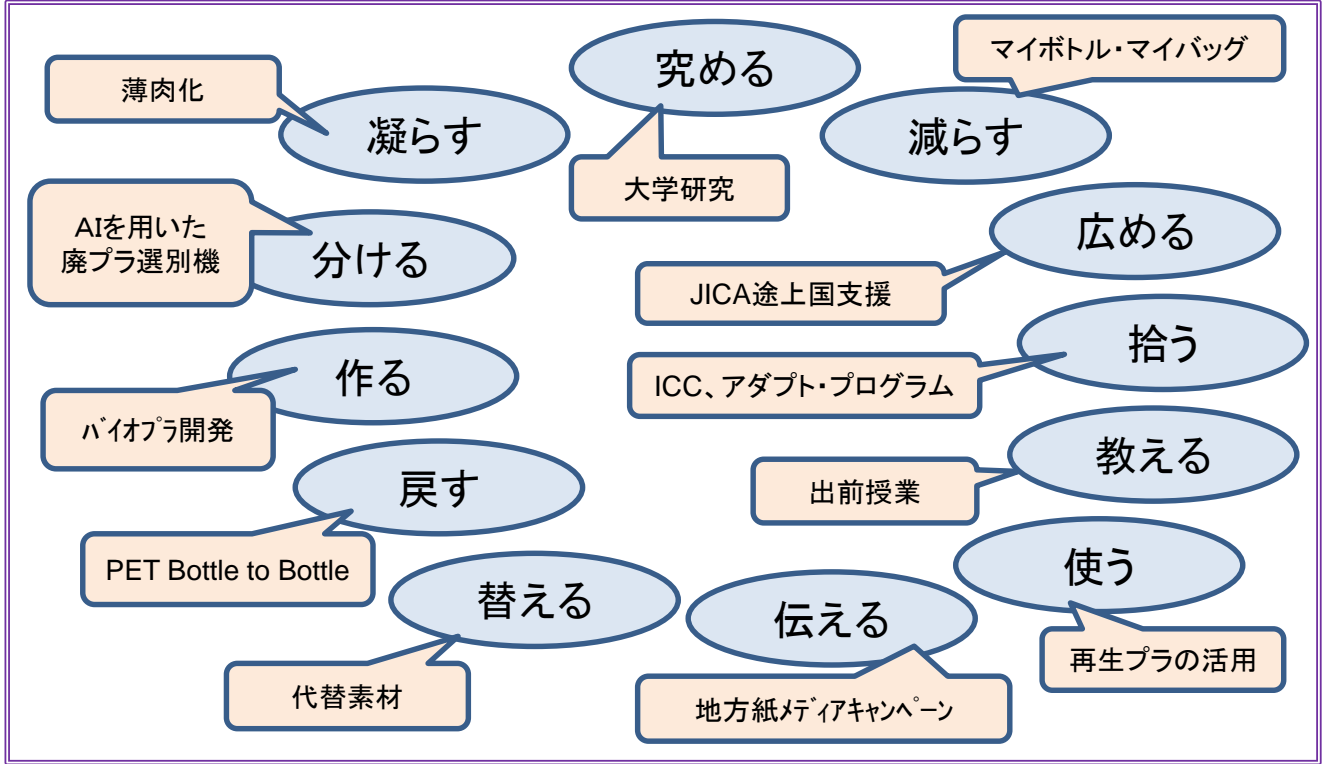 究める
大学研究
マイボトル・マイバッグ
減らす
薄肉化
凝らす
広める
JICA途上国支援
AIを用いた
廃プラ選別機
分ける
拾う
ICC、アダプト・プログラム
作る
ﾊﾞｲｵﾌﾟﾗ開発
教える
出前授業
戻す
PET Bottle to Bottle
使う
再生プラの活用
替える
代替素材
伝える
地方紙ﾒﾃﾞｨｱｷｬﾝﾍﾟｰﾝ